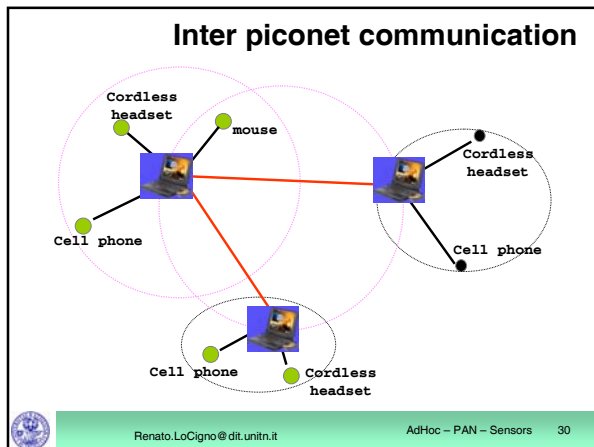 Inter piconet communication
Cordless
headset
mouse
Cordless
headset
Cell phone
Cell phone
Cell phone
Cordless
headset
Renato.LoCigno@dit.unitn.it
AdHoc – PAN – Sensors 30